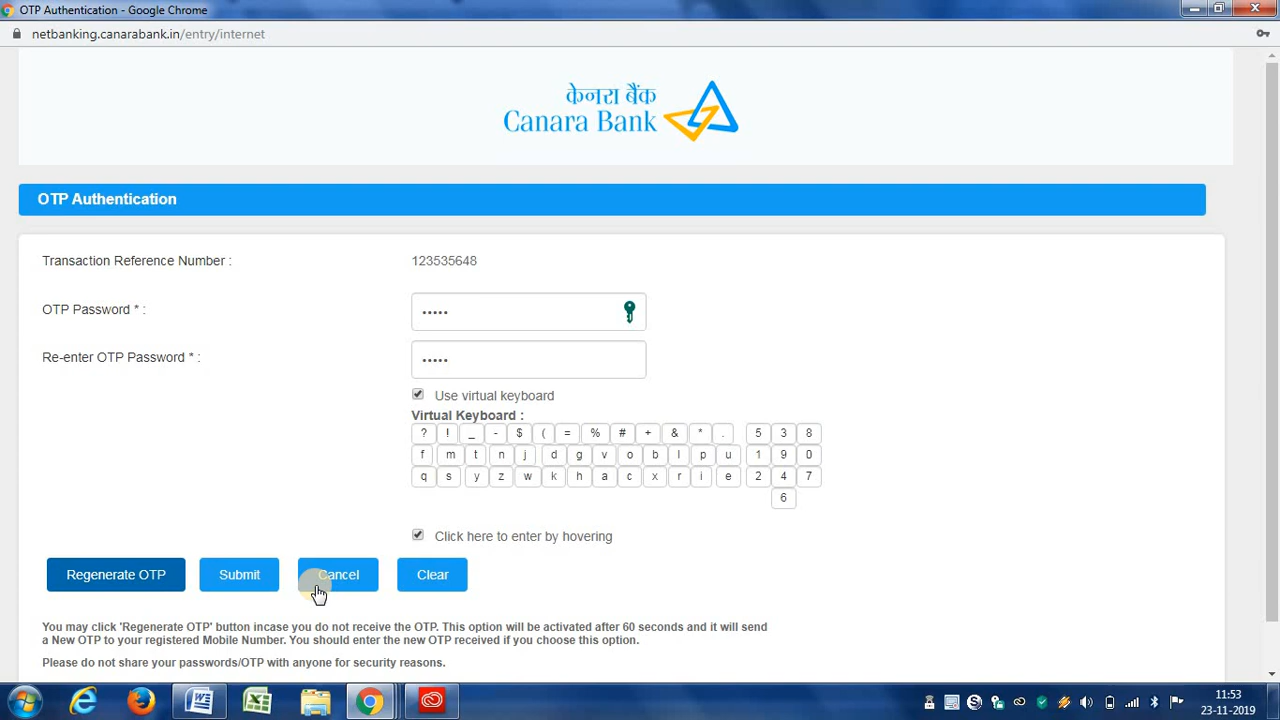 OTP Authentication - Google Chrome
netbanking.canarabank.in/entry/internet
केनरा बैंक
Canara Bank
OTP Authentication
Transaction Reference Number : 123535648
OTP Password * : •••••
Re-enter OTP Password * : •••••
Use virtual keyboard
Virtual Keyboard :
? ! _ - $ ( = % # + & * . 5 3 8
f m t n j d g v o b l p u 1 9 0
q s y z w k h a c x r i e 2 4 7
6
Click here to enter by hovering
Regenerate OTP Submit Cancel Clear
You may click 'Regenerate OTP' button incase you do not receive the OTP. This option will be activated after 60 seconds and it will send
a New OTP to your registered Mobile Number. You should enter the new OTP received if you choose this option.
Please do not share your passwords/OTP with anyone for security reasons.
11:53
23-11-2019